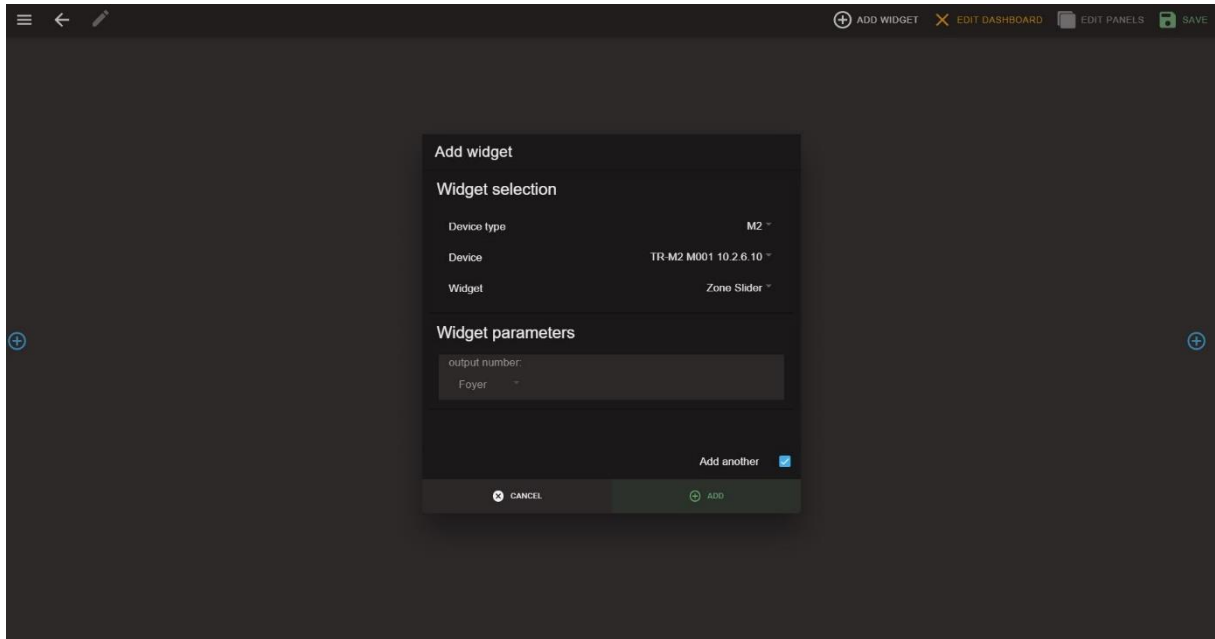 ADD WIDGET EDIT DASHBOARD EDIT PANELS SAVE
Add widget
Widget selection
Device type M2
Device TR-M2 M001 10.2.6.10
Widget Zone Slider
Widget parameters
output number:
Foyer
Add another
CANCEL ADD